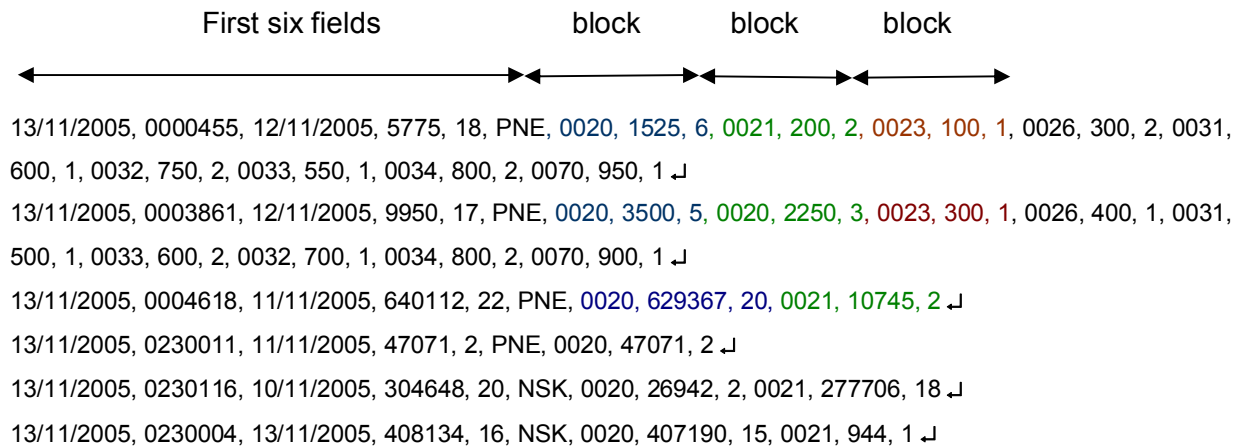 First six fields block block block
13/11/2005, 0000455, 12/11/2005, 5775, 18, PNE, 0020, 1525, 6, 0021, 200, 2, 0023, 100, 1, 0026, 300, 2, 0031,
600, 1, 0032, 750, 2, 0033, 550, 1, 0034, 800, 2, 0070, 950, 1 ↵
13/11/2005, 0003861, 12/11/2005, 9950, 17, PNE, 0020, 3500, 5, 0020, 2250, 3, 0023, 300, 1, 0026, 400, 1, 0031,
500, 1, 0033, 600, 2, 0032, 700, 1, 0034, 800, 2, 0070, 900, 1 ↵
13/11/2005, 0004618, 11/11/2005, 640112, 22, PNE, 0020, 629367, 20, 0021, 10745, 2 ↵
13/11/2005, 0230011, 11/11/2005, 47071, 2, PNE, 0020, 47071, 2 ↵
13/11/2005, 0230116, 10/11/2005, 304648, 20, NSK, 0020, 26942, 2, 0021, 277706, 18 ↵
13/11/2005, 0230004, 13/11/2005, 408134, 16, NSK, 0020, 407190, 15, 0021, 944, 1 ↵